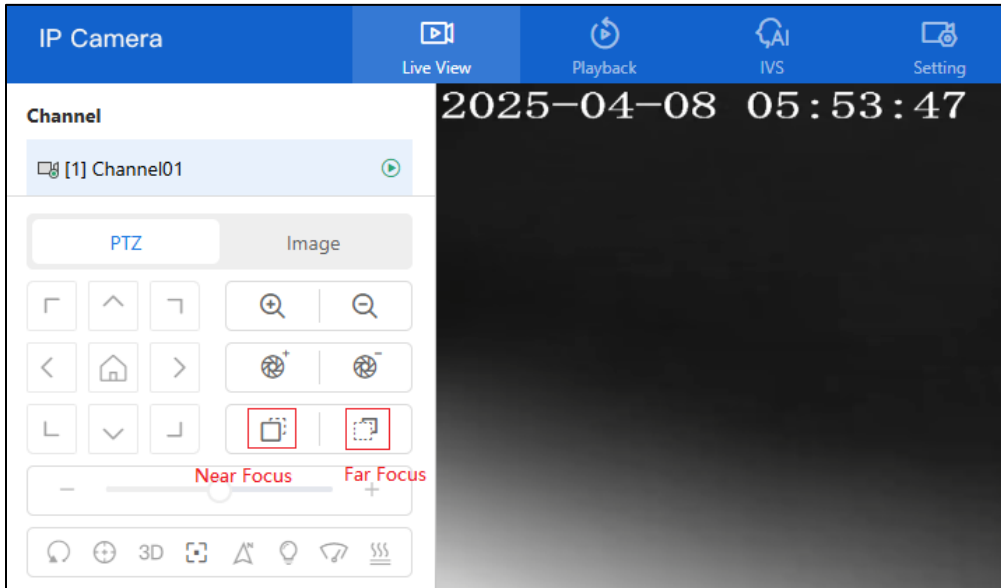 IP Camera
Live View
Playback
AI
IVS
Setting
Channel
2025-04-08 05:53:47
[1] Channel01
PTZ
Image
Near Focus
Far Focus
3D
N